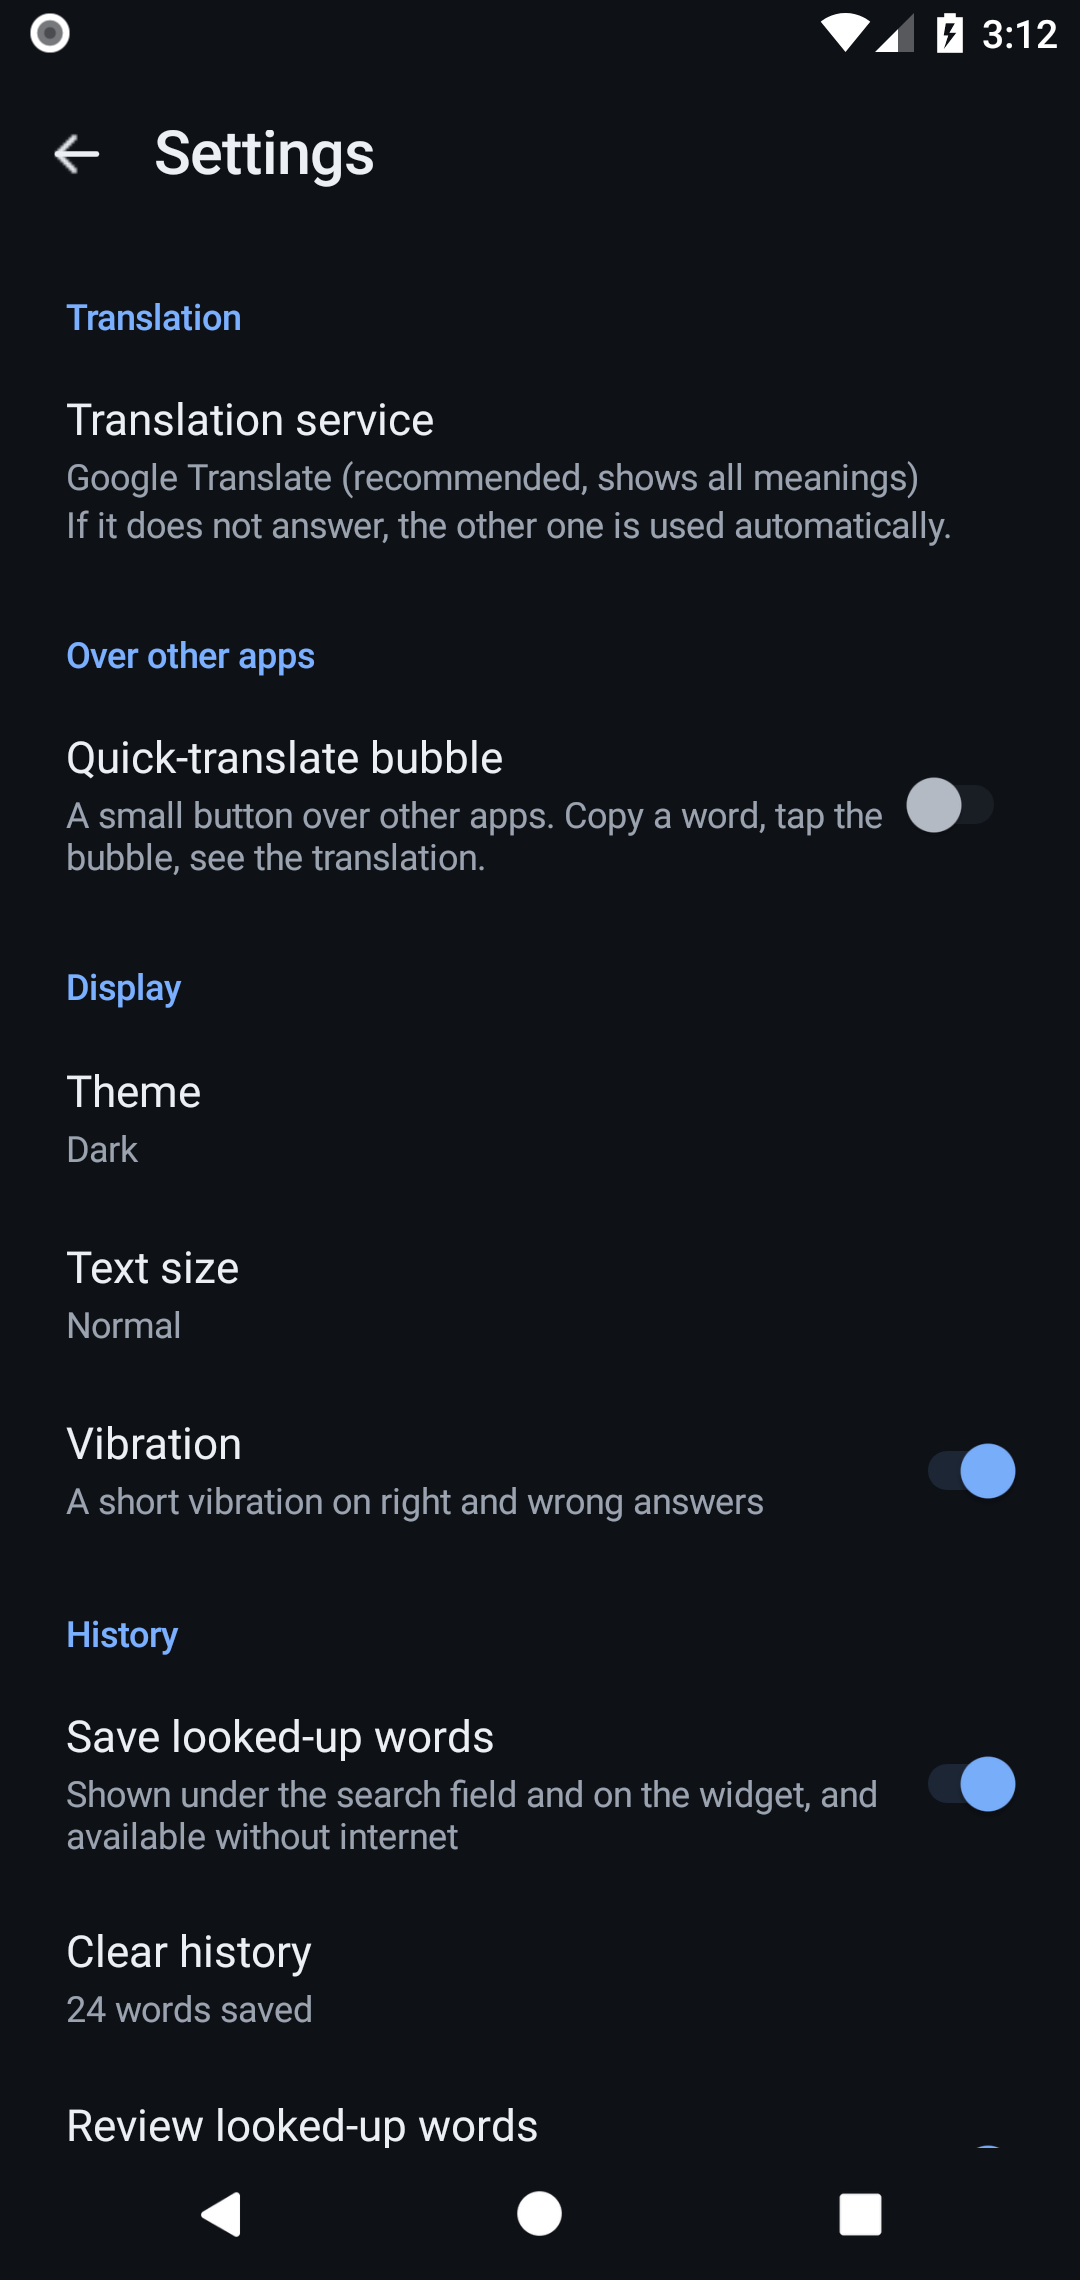 3:12
Settings
Translation
Translation service
Google Translate (recommended, shows all meanings)
If it does not answer, the other one is used automatically.
Over other apps
Quick-translate bubble
A small button over other apps. Copy a word, tap the
bubble, see the translation.
Display
Theme
Dark
Text size
Normal
Vibration
A short vibration on right and wrong answers
History
Save looked-up words
Shown under the search field and on the widget, and
available without internet
Clear history
24 words saved
Review looked-up words